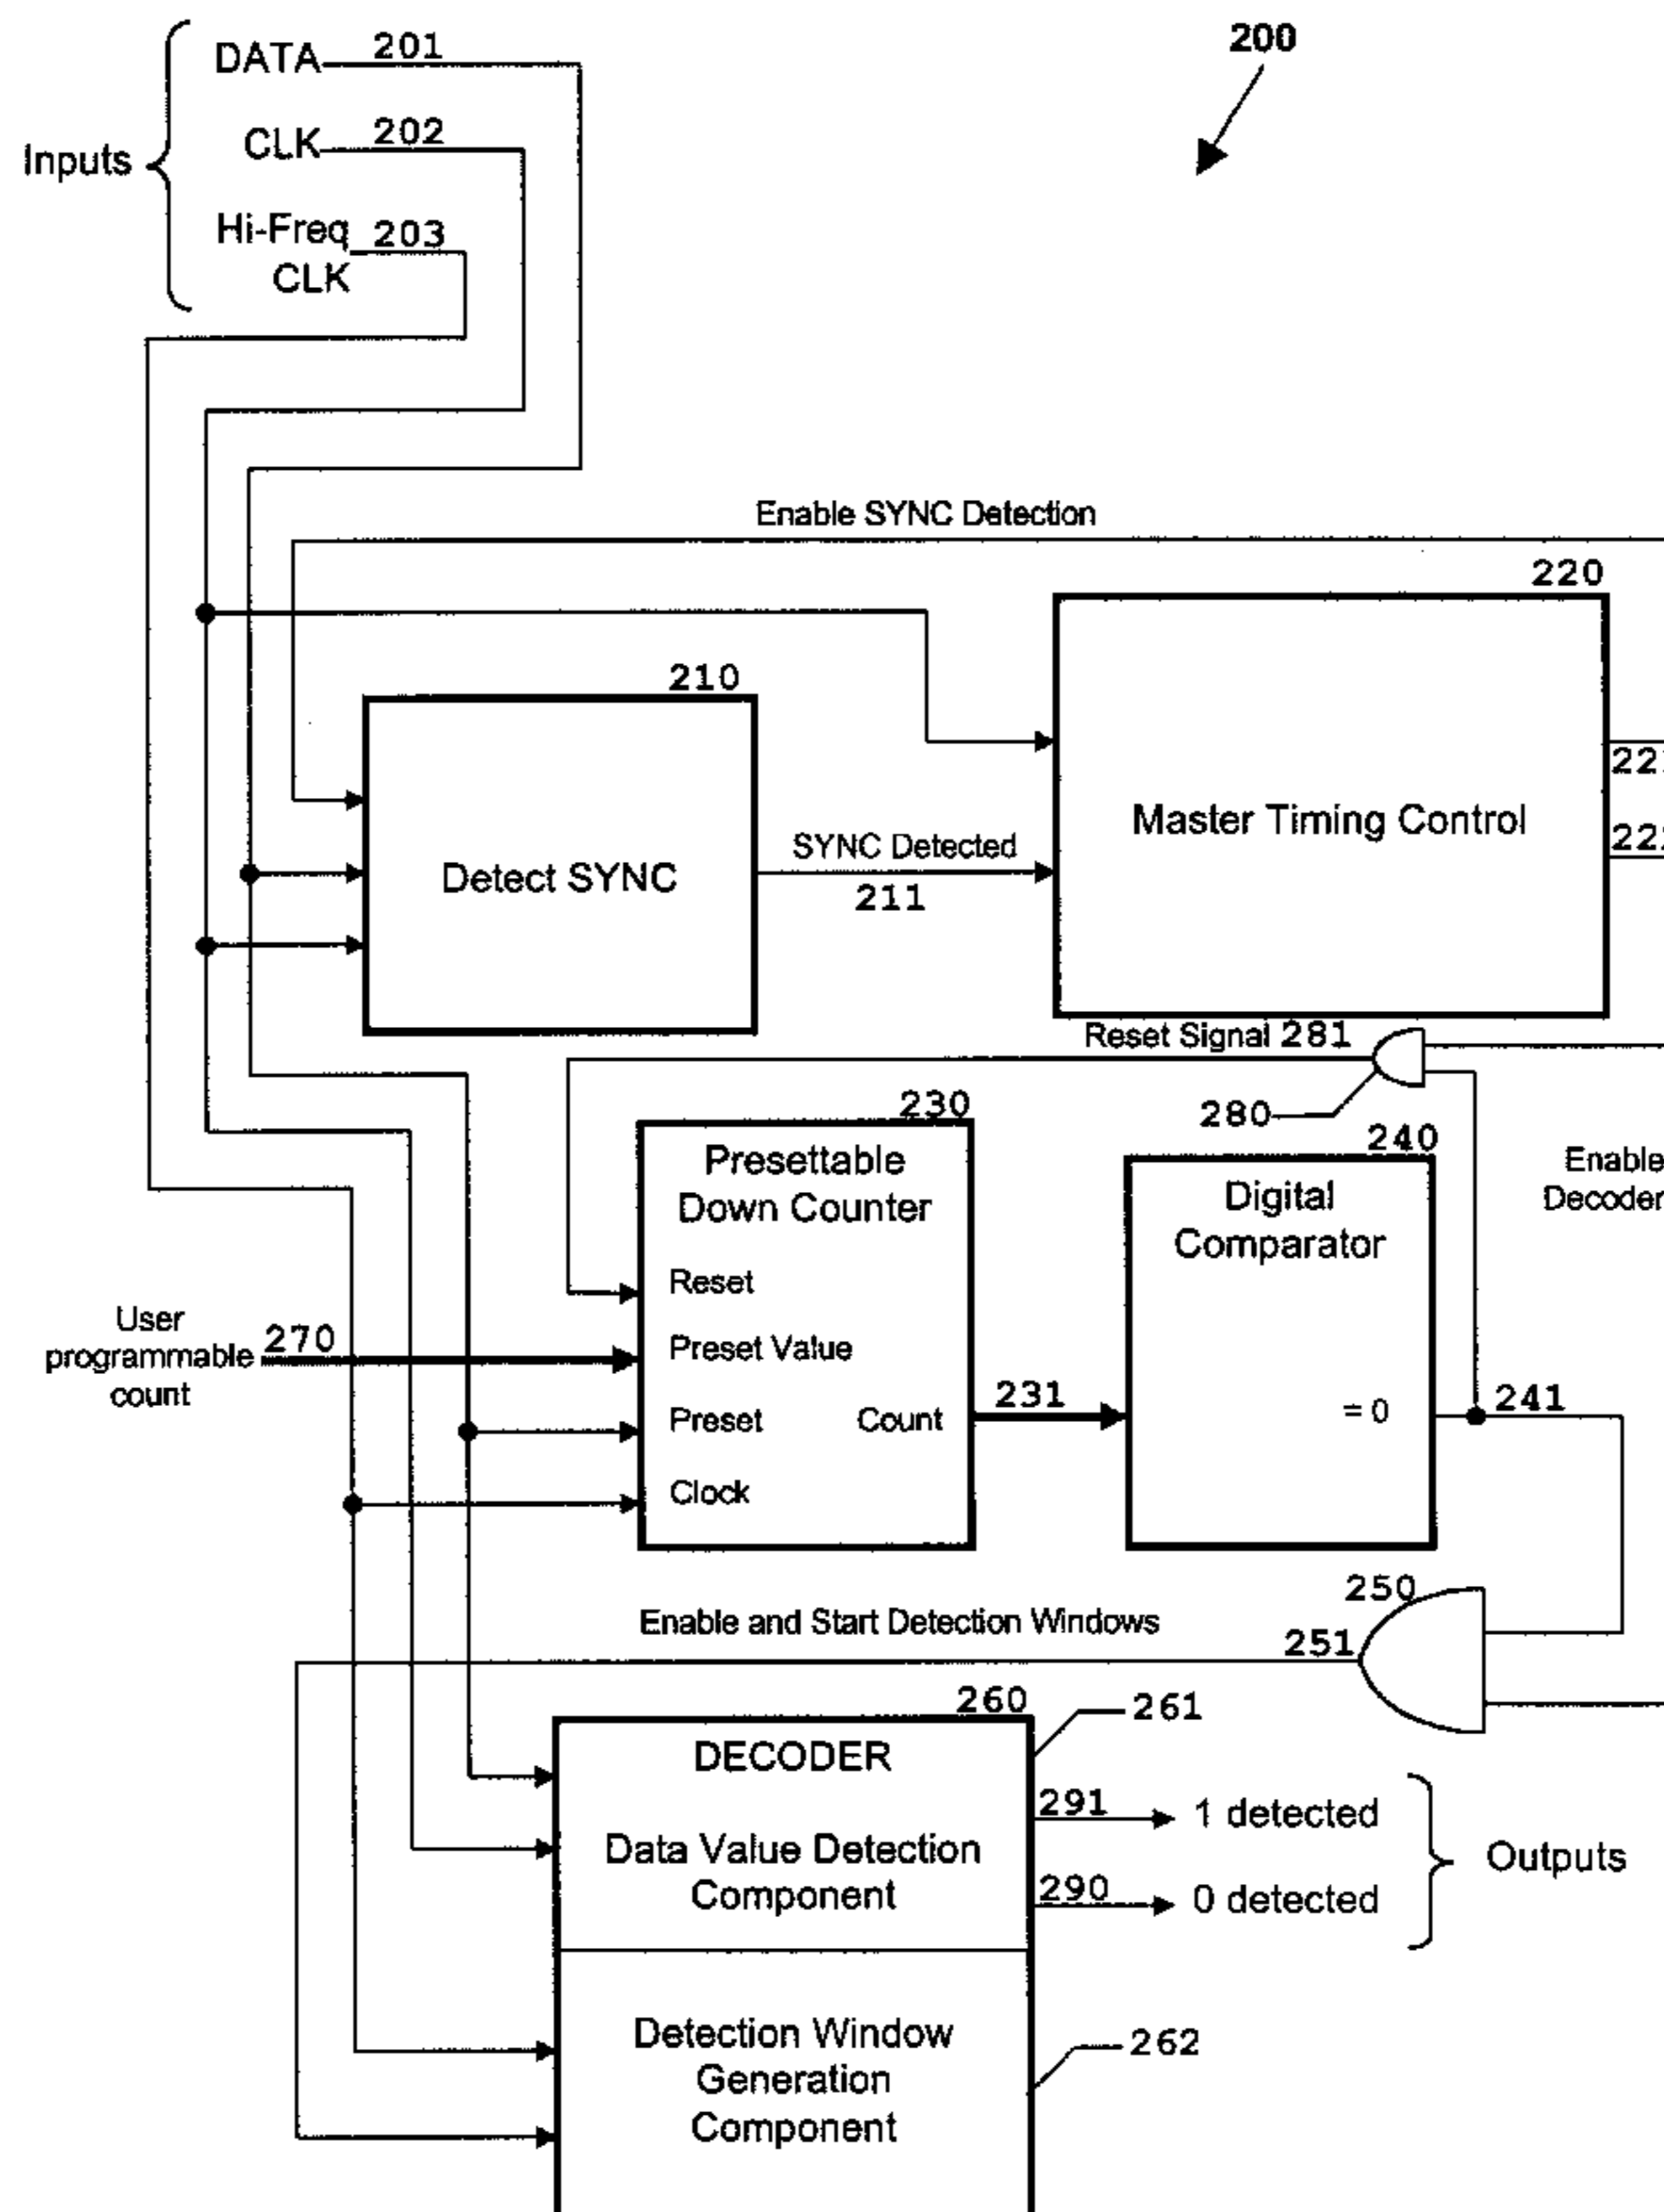 200
DATA 201
CLK 202
Inputs
Hi-Freq 203
CLK
Enable SYNC Detection
220
210
Master Timing Control
Detect SYNC
SYNC Detected
211
Reset Signal 281
280
230
Presettable
Down Counter
Reset
Preset Value
Preset
Count
Clock
240
Digital
Comparator
= 0
Enable
Decoder
User
programmable
count
270
231
241
250
Enable and Start Detection Windows
251
260
261
DECODER
Data Value Detection
Component
291
1 detected
290
0 detected
Outputs
Detection Window
Generation
Component
262